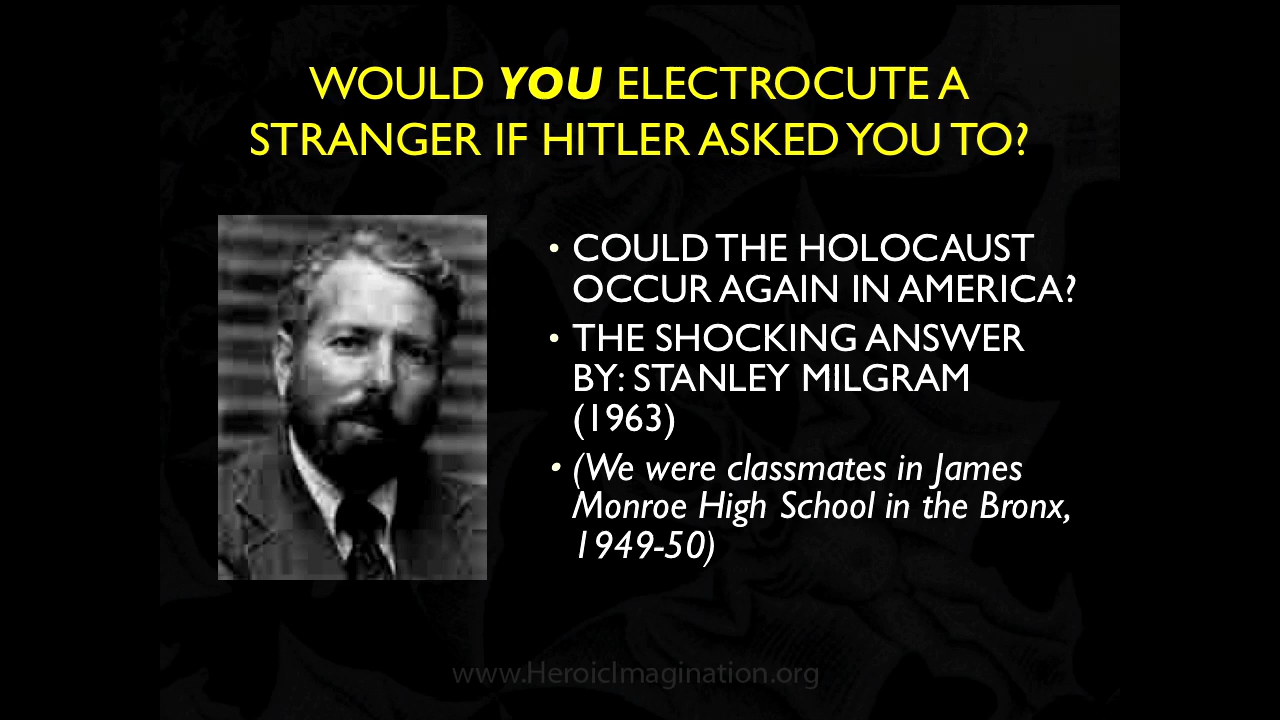 WOULD YOU ELECTROCUTE A
STRANGER IF HITLER ASKED YOU TO?
• COULD THE HOLOCAUST
OCCUR AGAIN IN AMERICA?
• THE SHOCKING ANSWER
BY: STANLEY MILGRAM
(1963)
• (We were classmates in James
Monroe High School in the Bronx,
1949-50)
www.HeroicImagination.org